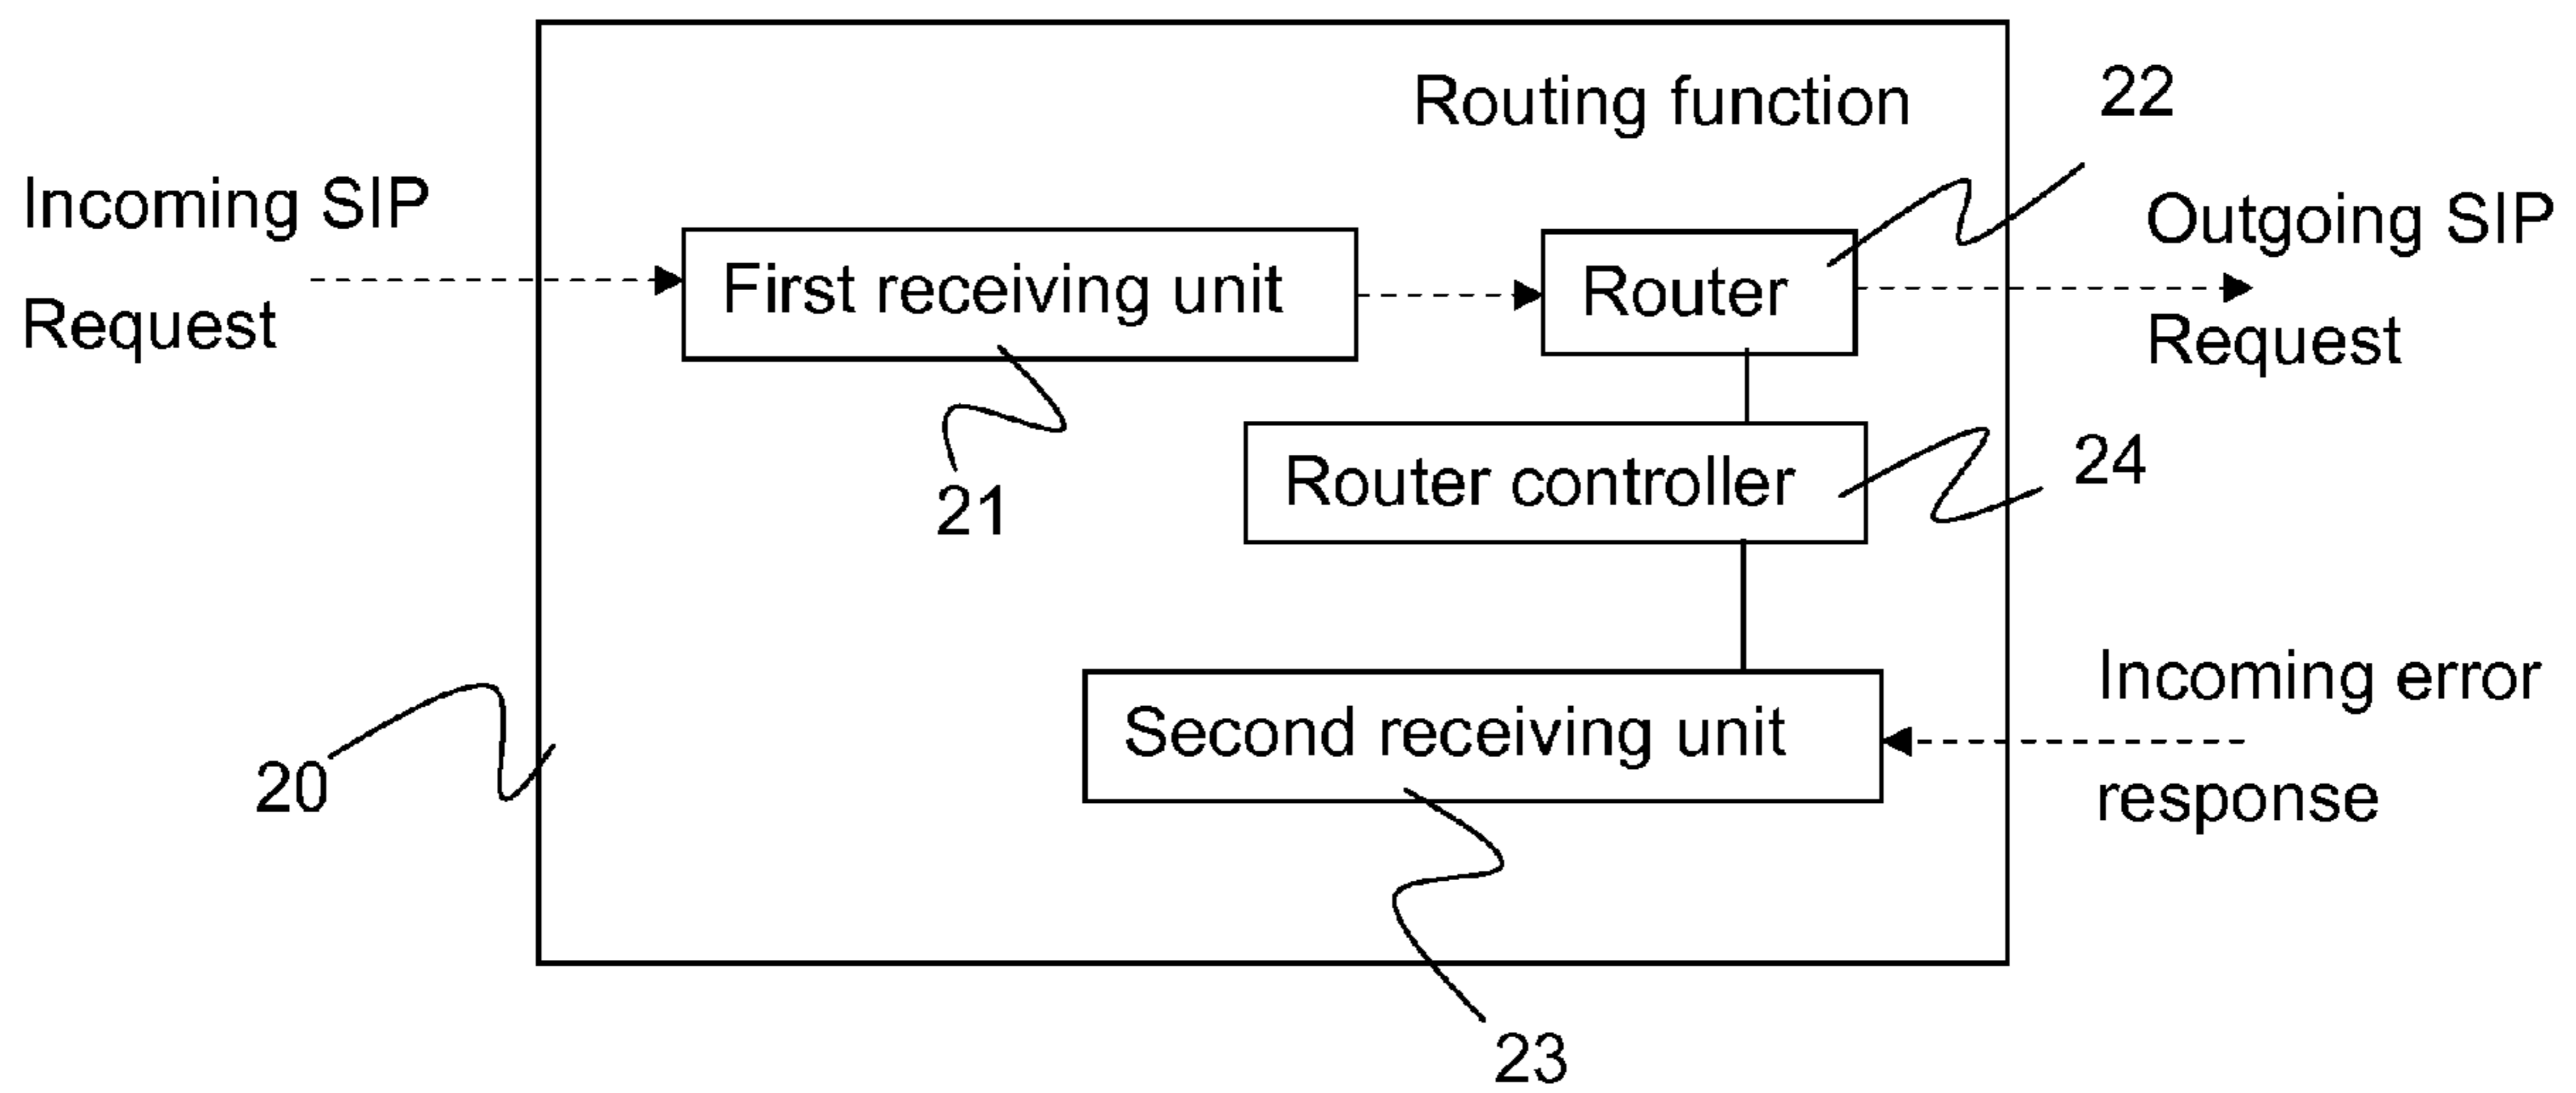 Routing function
22
Incoming SIP
Request
First receiving unit
Router
Outgoing SIP
Request
21
Router controller
24
20
Second receiving unit
Incoming error
response
23